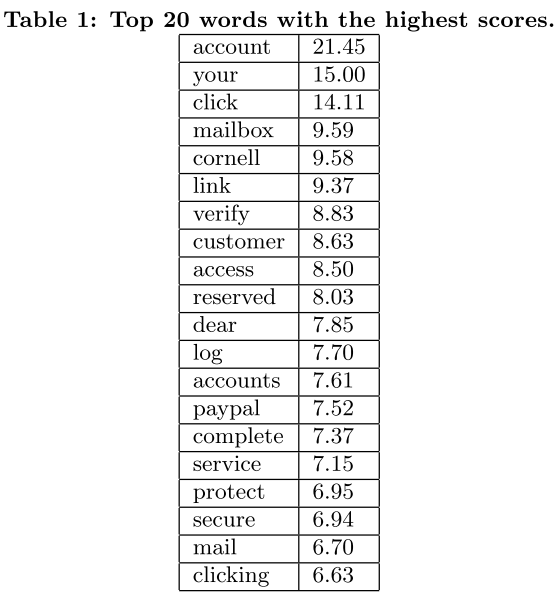 Table 1: Top 20 words with the highest scores.
account 21.45
your 15.00
click 14.11
mailbox 9.59
cornell 9.58
link 9.37
verify 8.83
customer 8.63
access 8.50
reserved 8.03
dear 7.85
log 7.70
accounts 7.61
paypal 7.52
complete 7.37
service 7.15
protect 6.95
secure 6.94
mail 6.70
clicking 6.63